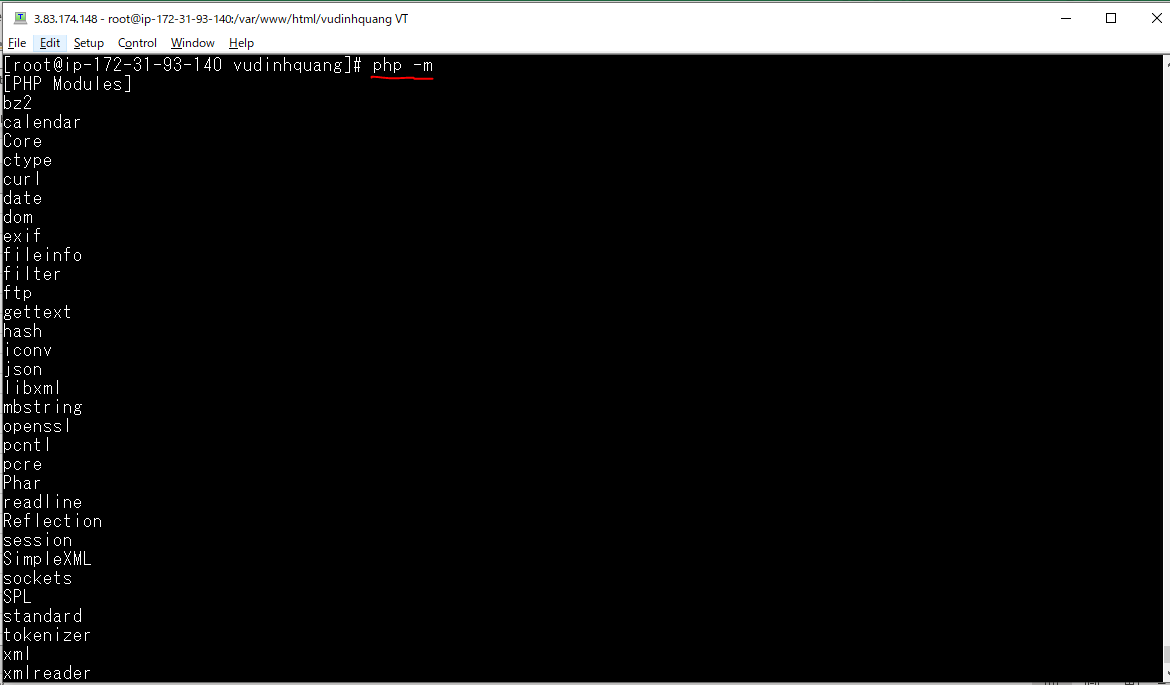 3.83.174.148 - root@ip-172-31-93-140:/var/www/html/vudinhquang VT
File Edit Setup Control Window Help
[root@ip-172-31-93-140 vudinhquang]# php -m
[PHP Modules]
bz2
calendar
Core
ctype
curl
date
dom
exif
fileinfo
filter
ftp
gettext
hash
iconv
json
libxml
mbstring
openssl
pcntl
pcre
Phar
readline
Reflection
session
SimpleXML
sockets
SPL
standard
tokenizer
xml
xmlreader